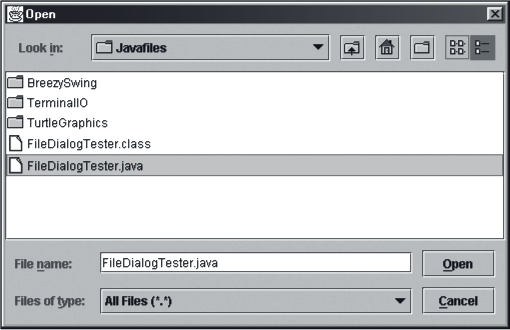 Open
Look in: Javafiles
BreezySwing
TerminalIO
TurtleGraphics
FileDialogTester.class
FileDialogTester.java
File name: FileDialogTester.java Open
Files of type: All Files (*.*) Cancel